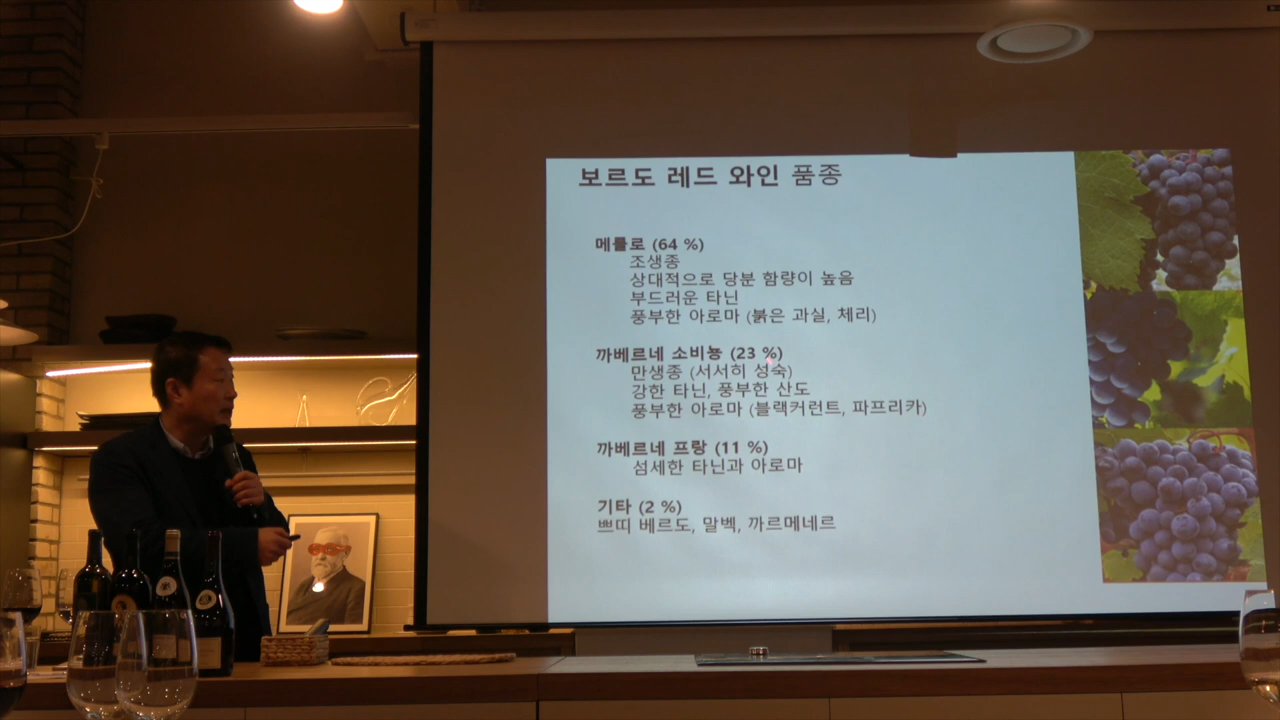 보르도 레드 와인 품종
메를로 (64 %)
조생종
상대적으로 당분 함량이 높음
부드러운 타닌
풍부한 아로마 (붉은 과실, 체리)
까베르네 소비뇽 (23 %)
만생종 (서서히 성숙)
강한 타닌, 풍부한 산도
풍부한 아로마 (블랙커런트, 파프리카)
까베르네 프랑 (11 %)
섬세한 타닌과 아로마
기타 (2 %)
쁘띠 베르도, 말벡, 까르메네르